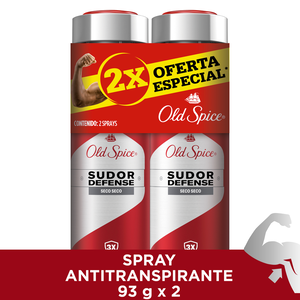 2X OFERTA
ESPECIAL
CONTENIDO: 2 SPRAYS
Old Spice
Old Spice
Old Spice
SUDOR
DEFENSE
SECO SECO
SUDOR
DEFENSE
SECO SECO
3X
3X
SPRAY
ANTITRANSPIRANTE
93 g x 2